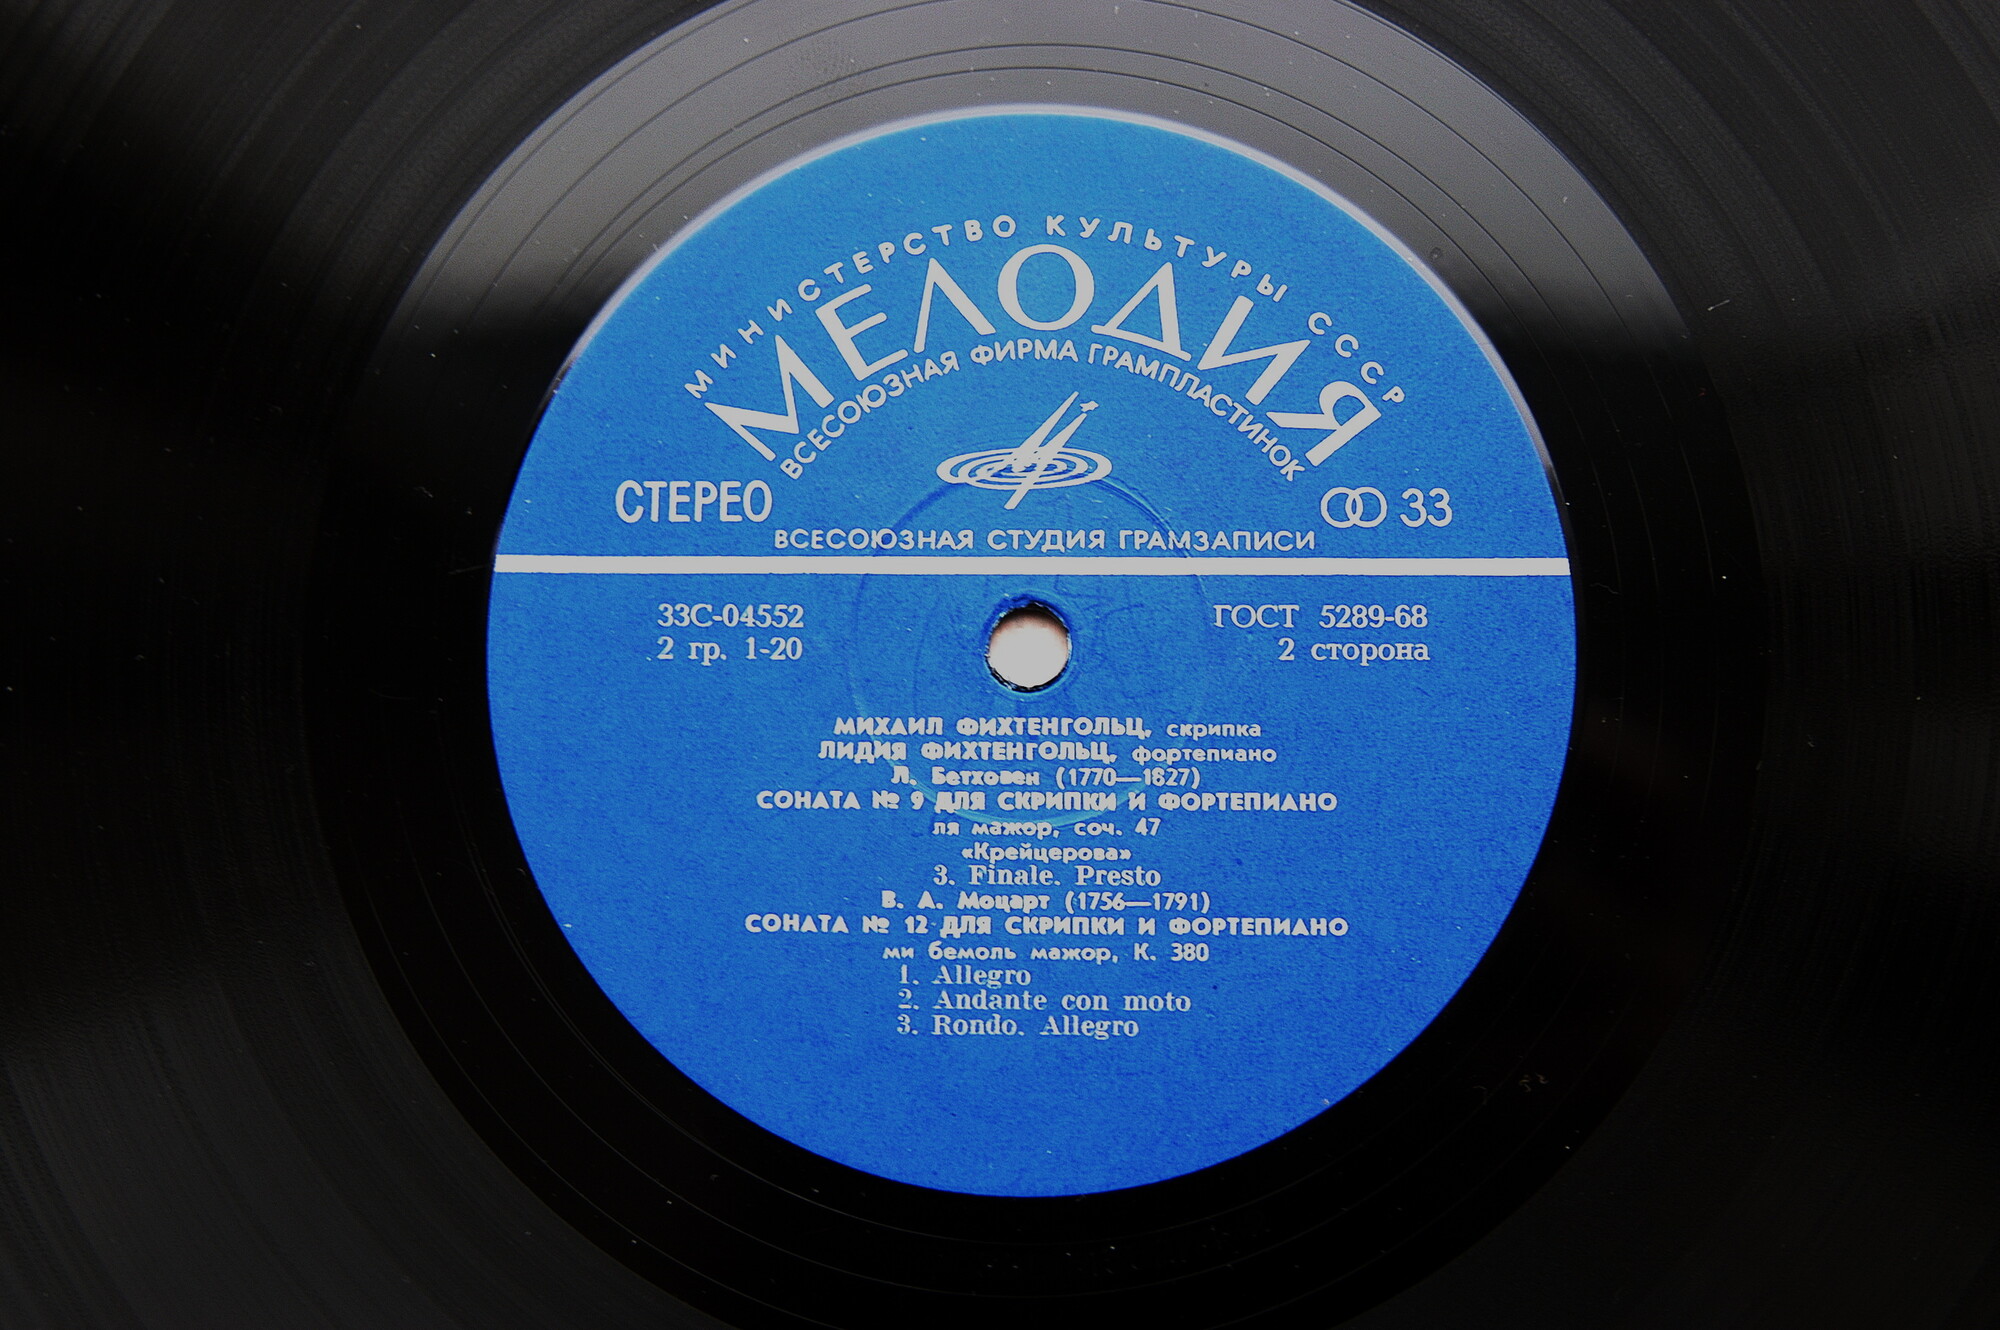 МИНИСТЕРСТВО КУЛЬТУРЫ СССР
МЕЛОДИЯ
ВСЕСОЮЗНАЯ ФИРМА ГРАМПЛАСТИНОК
СТЕРЕО
33
ВСЕСОЮЗНАЯ СТУДИЯ ГРАМЗАПИСИ
33С-04552
ГОСТ 5289-68
2 гр. 1-20
2 сторона
МИХАИЛ ФИХТЕНГОЛЬЦ, скрипка
ЛИДИЯ ФИХТЕНГОЛЬЦ, фортепиано
Л. Бетховен (1770—1827)
СОНАТА № 9 ДЛЯ СКРИПКИ И ФОРТЕПИАНО
ля мажор, соч. 47
«Крейцерова»
3. Finale. Presto
В. А. Моцарт (1756—1791)
СОНАТА № 12 ДЛЯ СКРИПКИ И ФОРТЕПИАНО
ми бемоль мажор, К. 380
1. Allegro
2. Andante con moto
3. Rondo. Allegro